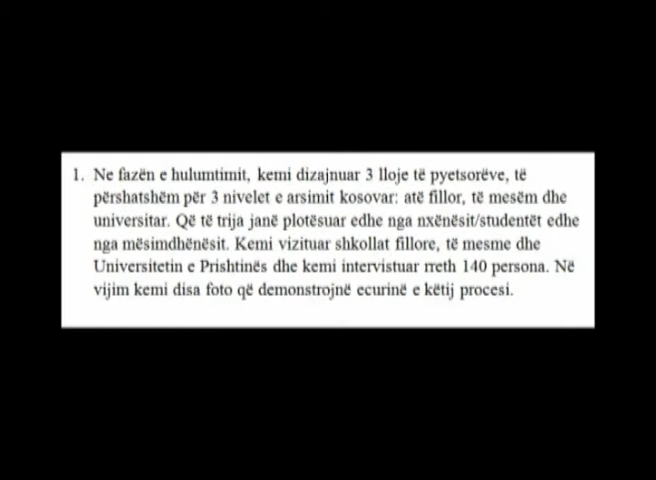 1. Ne fazën e hulumtimit, kemi dizajnuar 3 lloje të pyetsorëve, të
përshatshëm për 3 nivelet e arsimit kosovar: atë fillor, të mesëm dhe
universitar. Që të trija janë plotësuar edhe nga nxënësit/studentët edhe
nga mësimdhënësit. Kemi vizituar shkollat fillore, të mesme dhe
Universitetin e Prishtinës dhe kemi intervistuar rreth 140 persona. Në
vijim kemi disa foto që demonstrojnë ecurinë e këtij procesi.